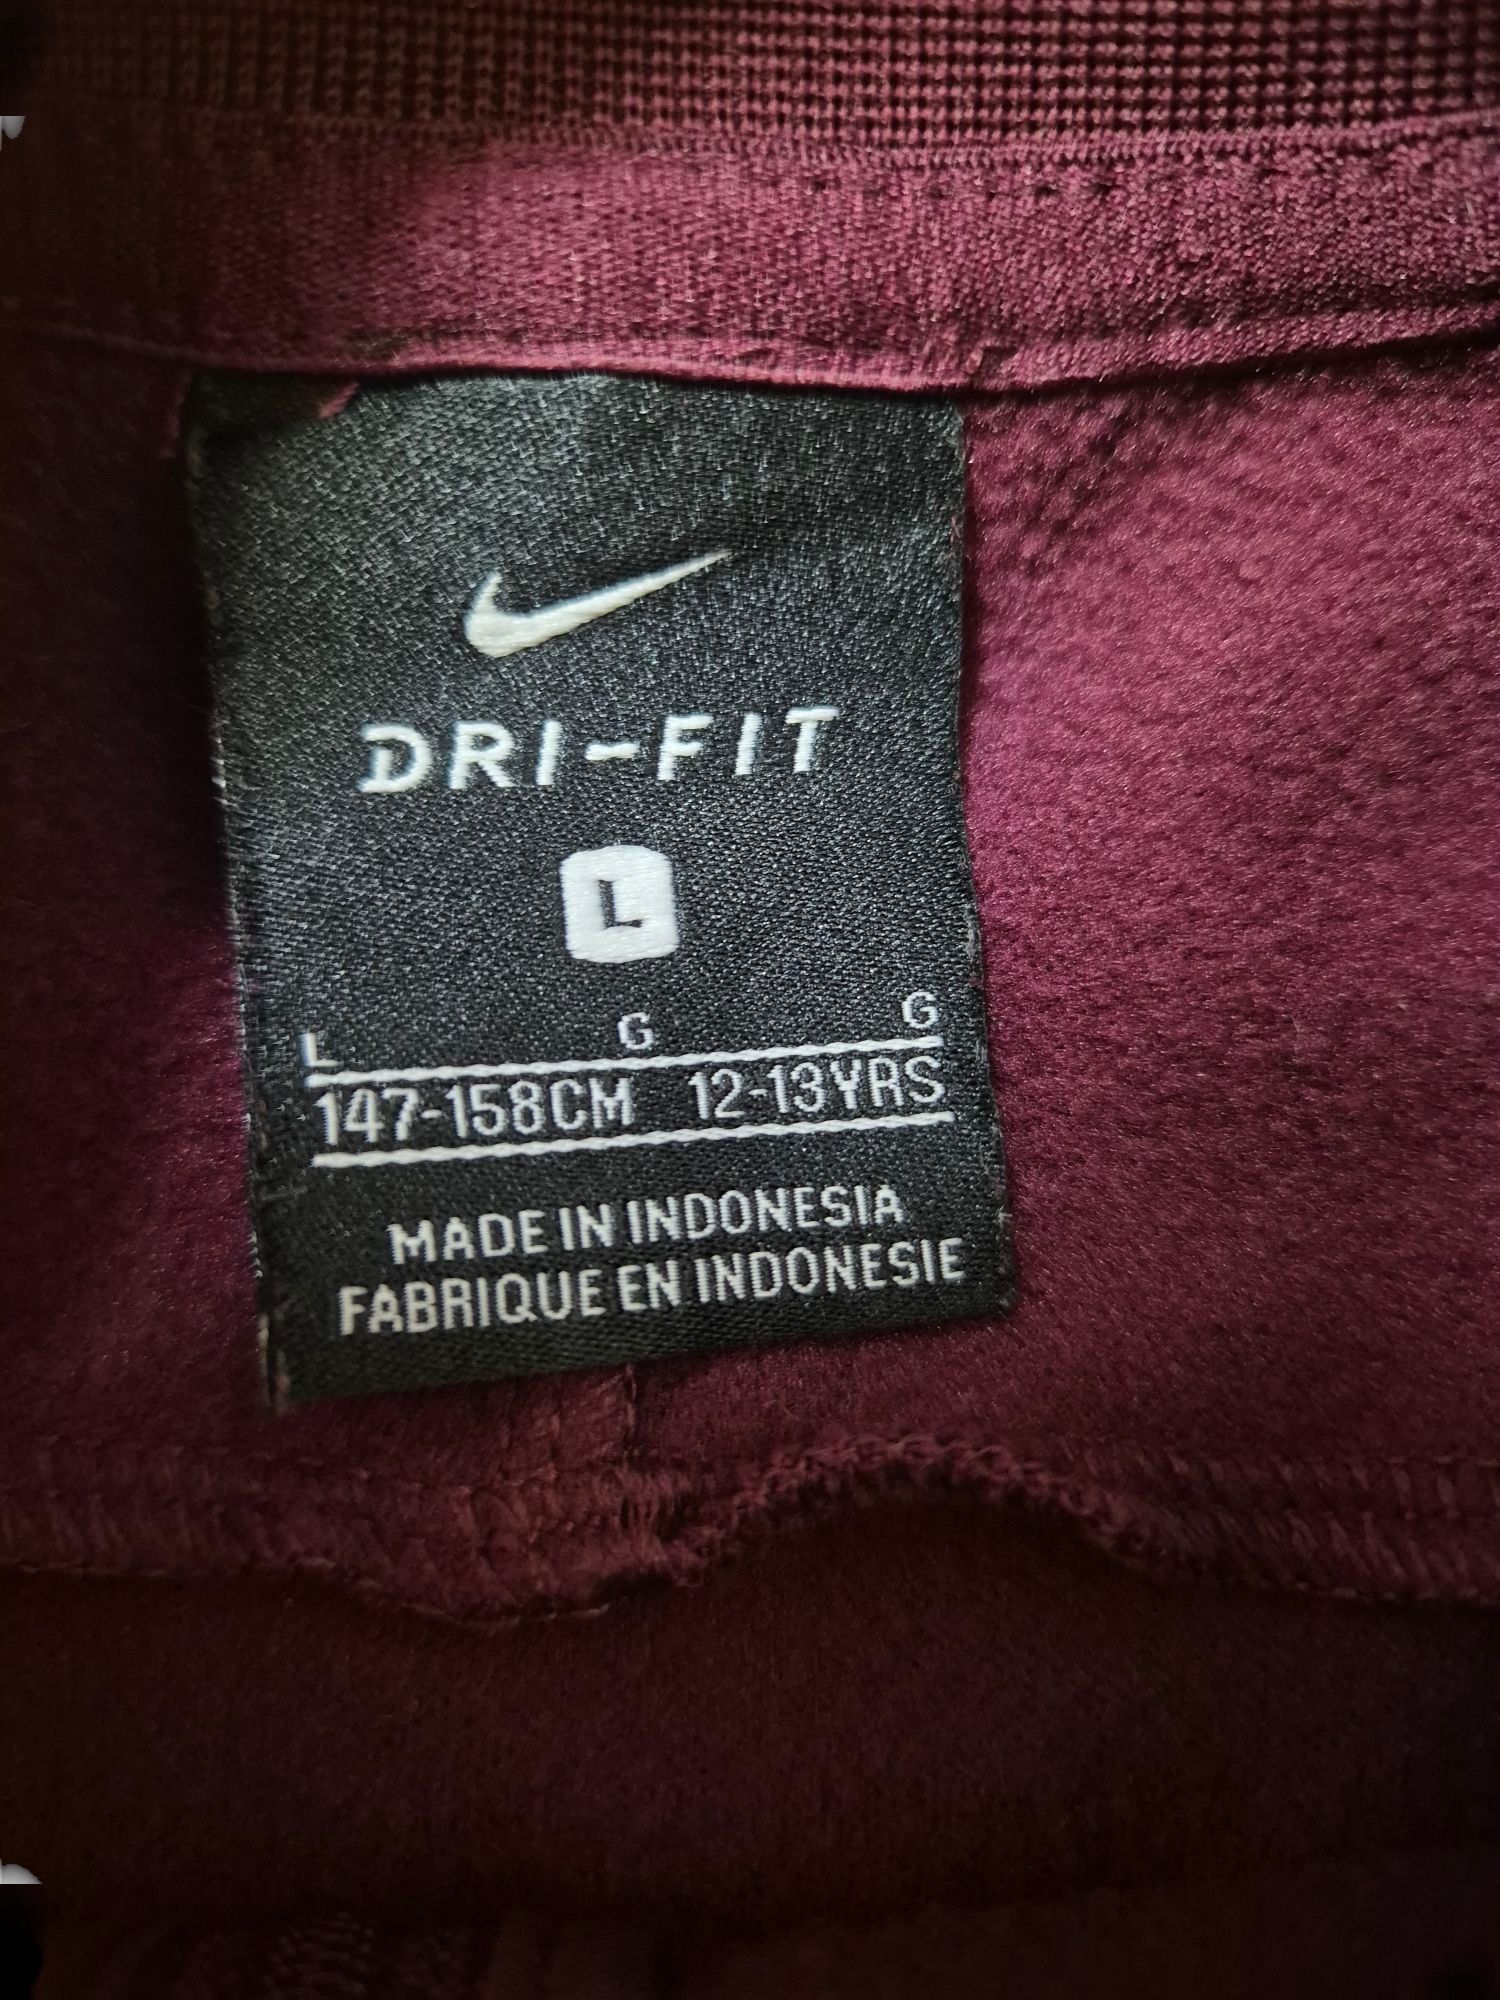 DRI-FIT
L
L G G
147-158CM 12-13YRS
MADE IN INDONESIA
FABRIQUE EN INDONESIE